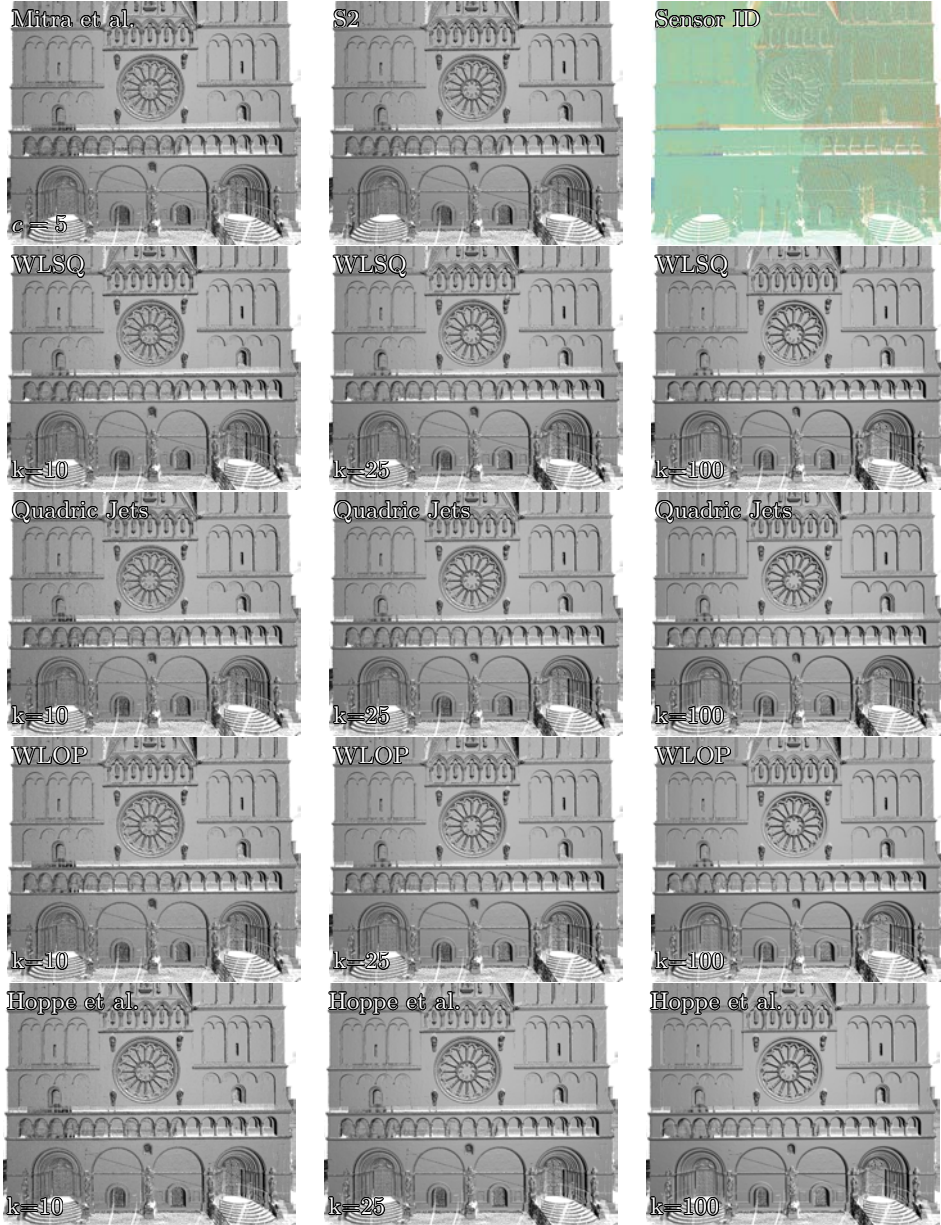 Mitra et al.
S2
Sensor ID
c = 5
WLSQ
WLSQ
WLSQ
k=10
k=25
k=100
Quadric Jets
Quadric Jets
Quadric Jets
k=10
k=25
k=100
WLOP
WLOP
WLOP
k=10
k=25
k=100
Hoppe et al.
Hoppe et al.
Hoppe et al.
k=10
k=25
k=100